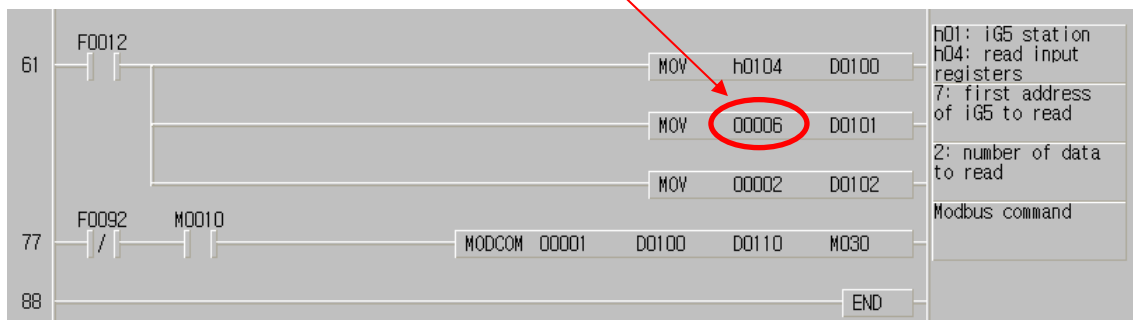 F0012
61 MOV h0104 D0100
h01: iG5 station
h04: read input
registers
MOV 00006 D0101
7: first address
of iG5 to read
MOV 00002 D0102
2: number of data
to read
F0092 M0010
77 / MODCOM 00001 D0100 D0110 M030
Modbus command
88 END